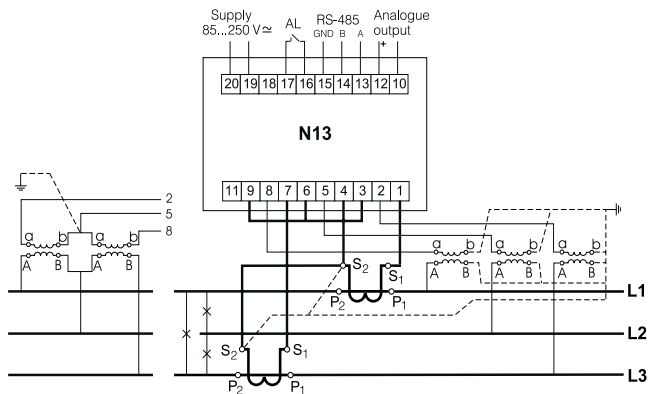 Supply
85...250 V≃
AL
RS-485
GND B A
Analogue
output
+
20 19 18 17 16 15 14 13 12 10
N13
11 9 8 7 6 5 4 3 2 1
2
5
8
a b a b
A B A B
a b a b a b
A B A B A B
S2 S1
P2 P1
L1
L2
S2 S1
P2 P1
L3